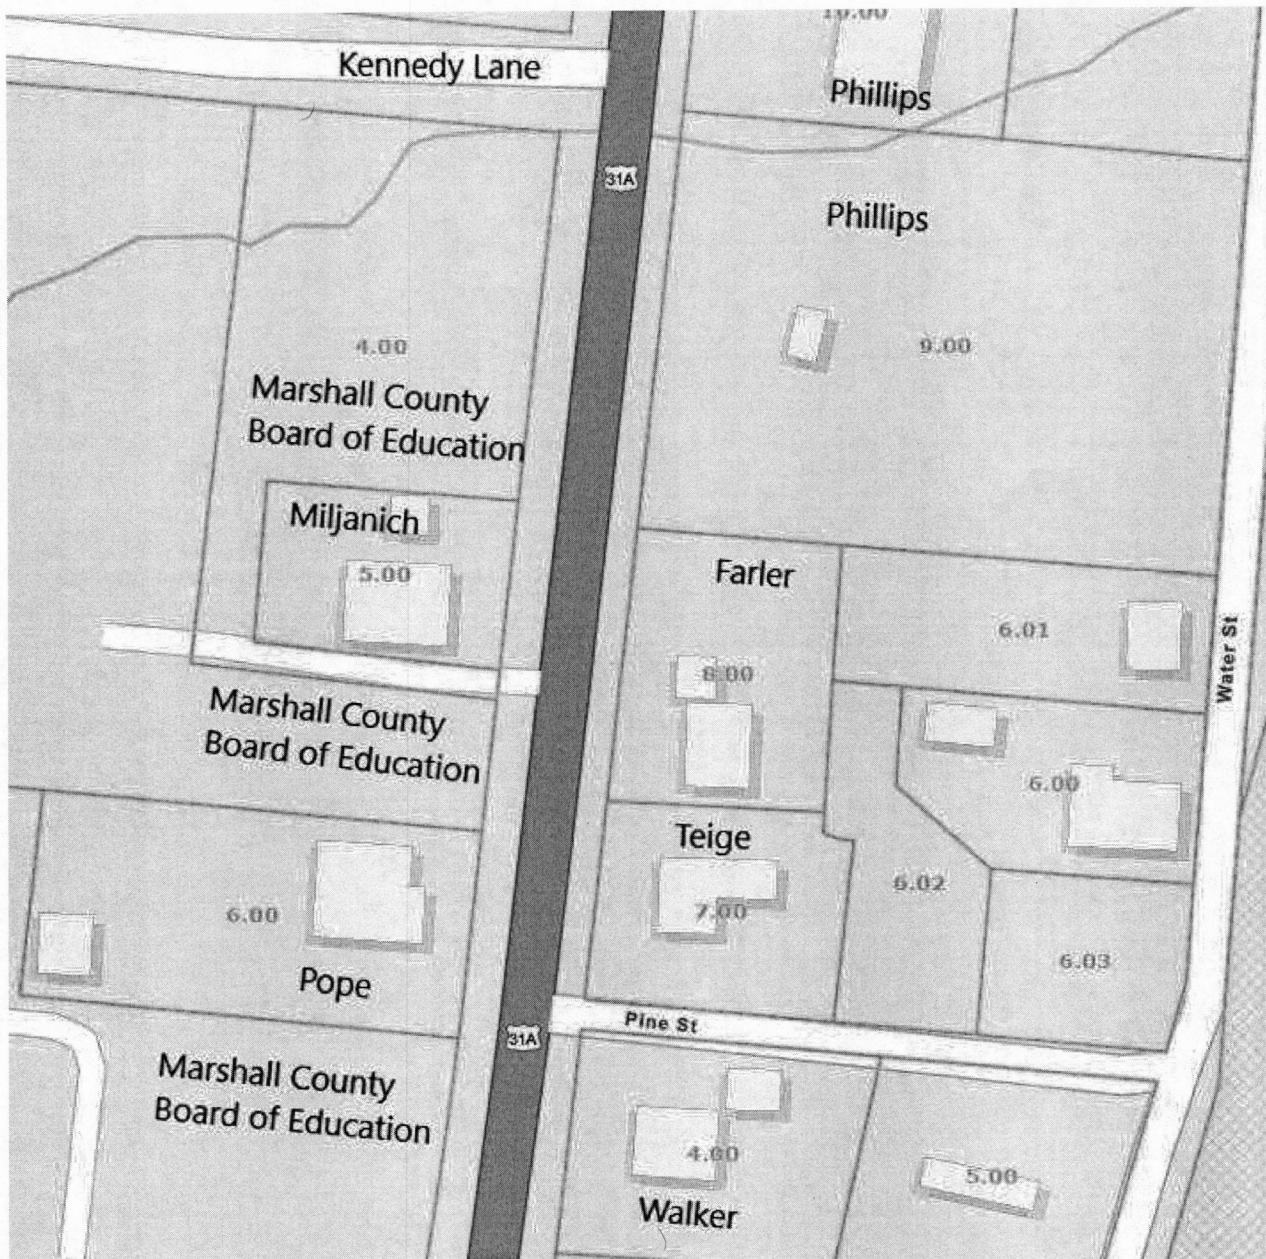 10.00
Kennedy Lane
Phillips
31A
Phillips
4.00
9.00
Marshall County
Board of Education
Miljanich
5.00
Farler
6.01
Water St
8.00
Marshall County
Board of Education
6.00
Teige
6.02
7.00
6.00
6.03
Pope
Pine St
31A
Marshall County
Board of Education
4.00
5.00
Walker